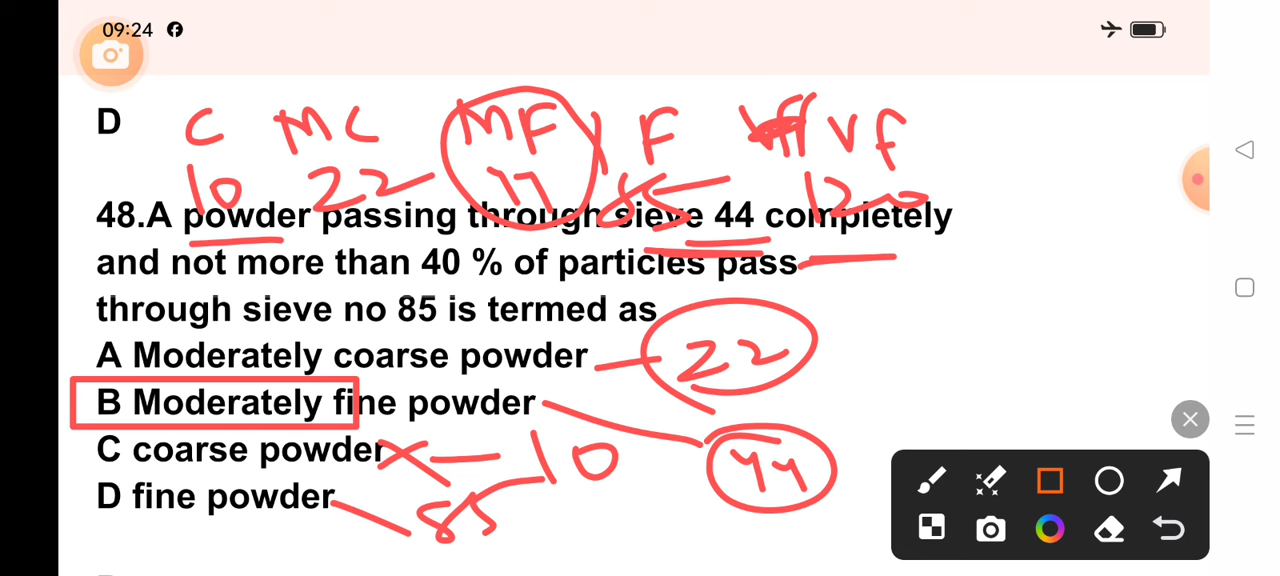 09:24
D
C MC MF F VF
10 22 44 85 120
48.A powder passing through sieve 44 completely
and not more than 40 % of particles pass
through sieve no 85 is termed as
A Moderately coarse powder 22
B Moderately fine powder
C coarse powder 10
44
D fine powder 85